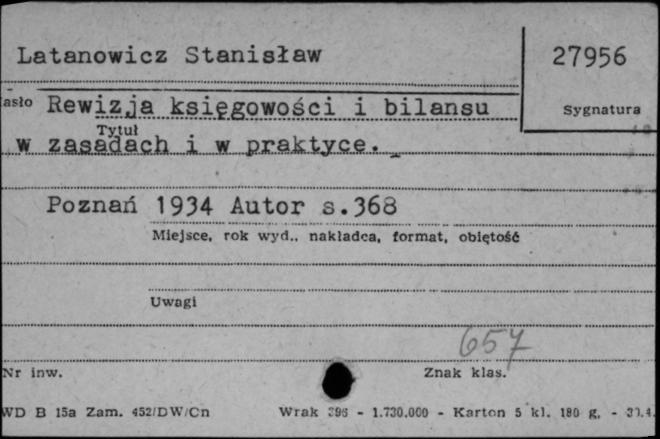 Latanowicz Stanisław
27956
Sygnatura
asło Rewizja księgowości i bilansu
Tytuł
w zasadach i w praktyce.
Poznań 1934 Autor s.368
Miejsce, rok wyd., nakładca, format, objętość
Uwagi
657
Nr inw.
Znak klas.
WD B 15a Zam. 452/DW/Cn Wrak 396 - 1.730.000 - Karton 5 kl. 180 g. - 30.4.